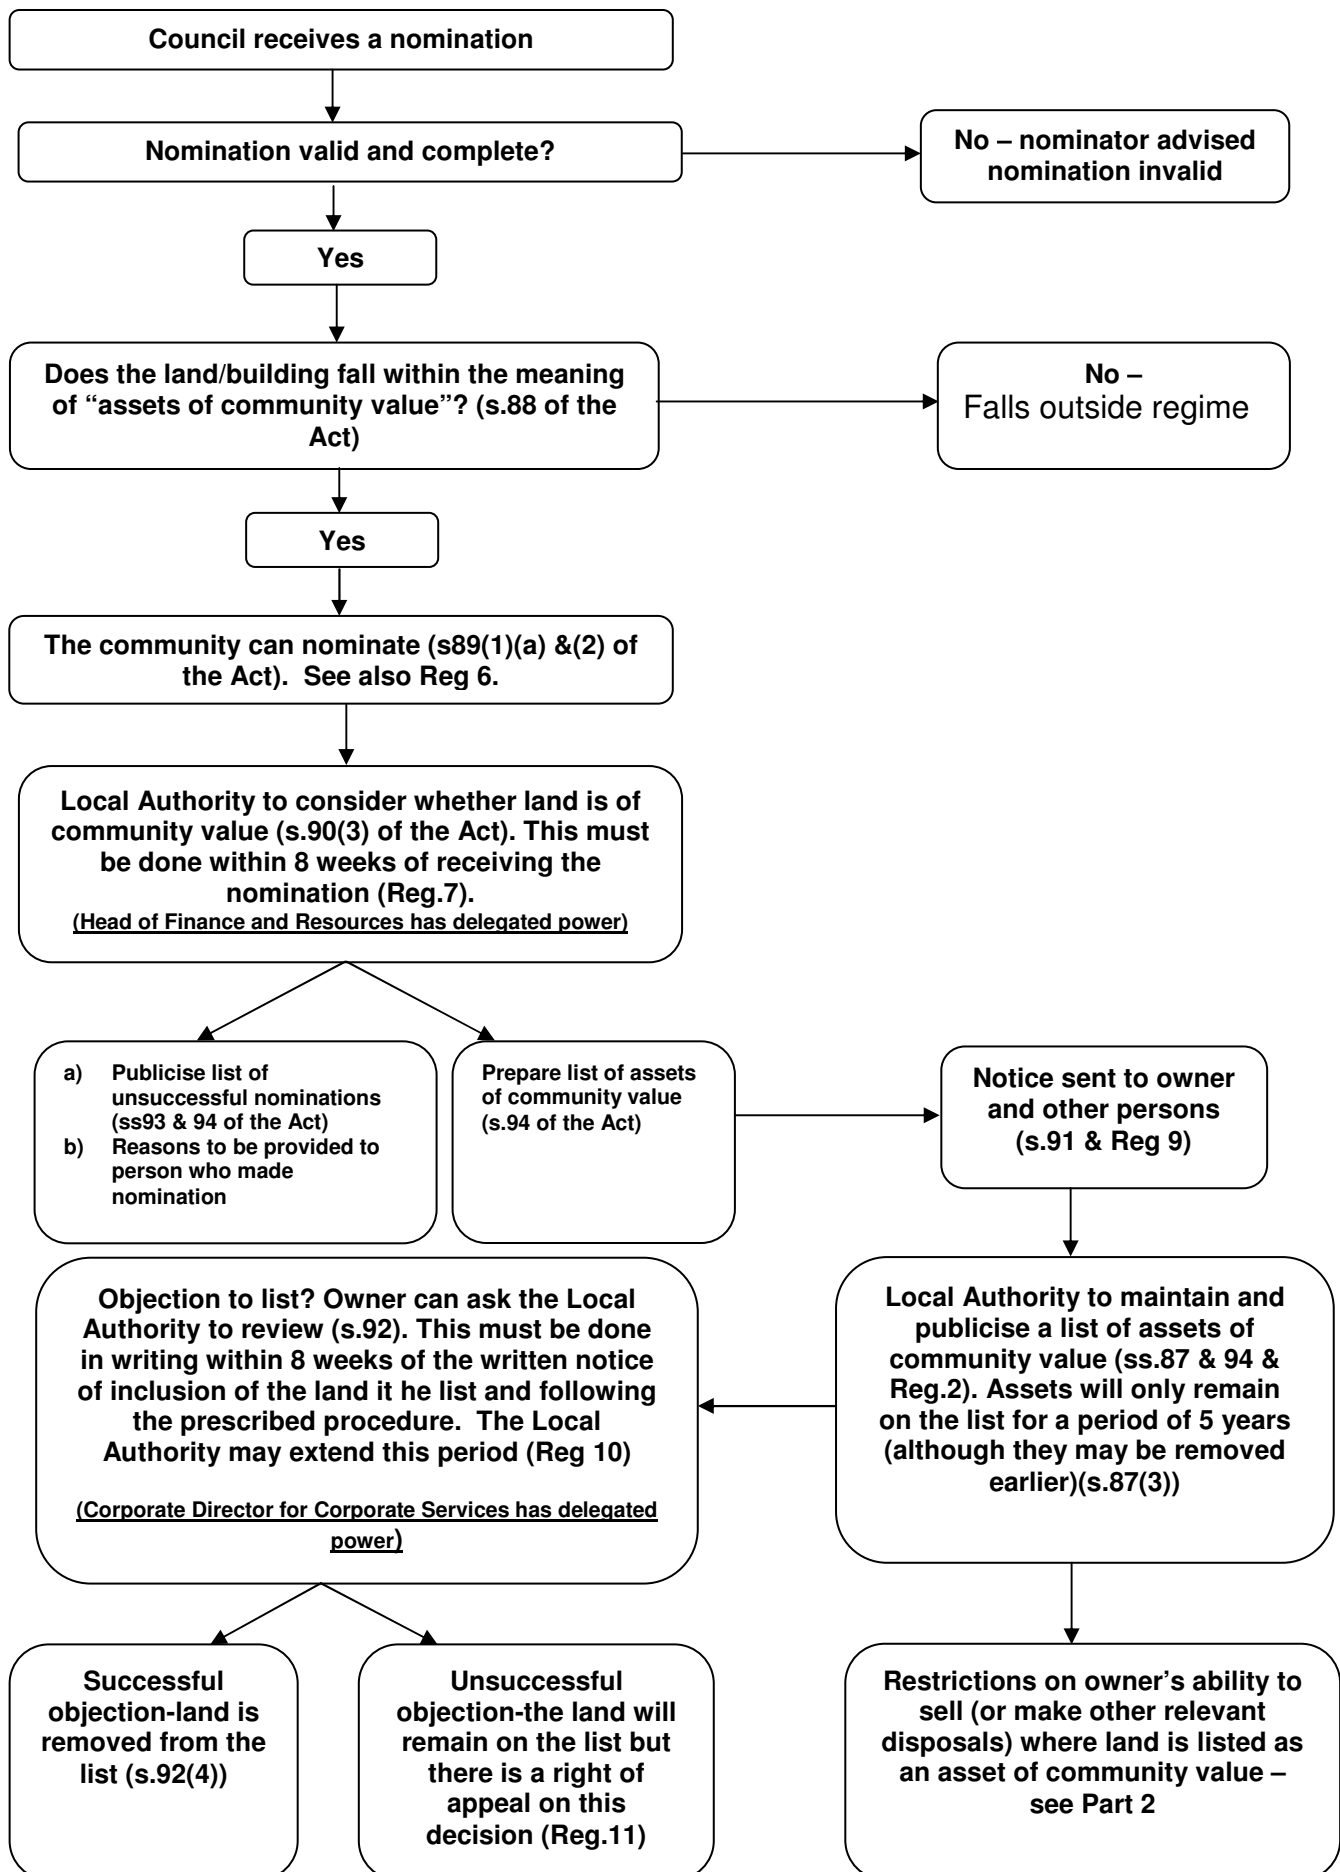 Council receives a nomination
Nomination valid and complete?
No – nominator advised
nomination invalid
Yes
Does the land/building fall within the meaning
of “assets of community value”? (s.88 of the
Act)
No –
Falls outside regime
Yes
The community can nominate (s89(1)(a) &(2) of
the Act).  See also Reg 6.
Local Authority to consider whether land is of
community value (s.90(3) of the Act). This must
be done within 8 weeks of receiving the
nomination (Reg.7).
(Head of Finance and Resources has delegated power)
a) Publicise list of
unsuccessful nominations
(ss93 & 94 of the Act)
b) Reasons to be provided to
person who made
nomination
Prepare list of assets
of community value
(s.94 of the Act)
Notice sent to owner
and other persons
(s.91 & Reg 9)
Objection to list? Owner can ask the Local
Authority to review (s.92). This must be done
in writing within 8 weeks of the written notice
of inclusion of the land it he list and following
the prescribed procedure.  The Local
Authority may extend this period (Reg 10)
(Corporate Director for Corporate Services has delegated
power)
Local Authority to maintain and
publicise a list of assets of
community value (ss.87 & 94 &
Reg.2). Assets will only remain
on the list for a period of 5 years
(although they may be removed
earlier)(s.87(3))
Successful
objection-land is
removed from the
list (s.92(4))
Unsuccessful
objection-the land will
remain on the list but
there is a right of
appeal on this
decision (Reg.11)
Restrictions on owner’s ability to
sell (or make other relevant
disposals) where land is listed as
an asset of community value –
see Part 2